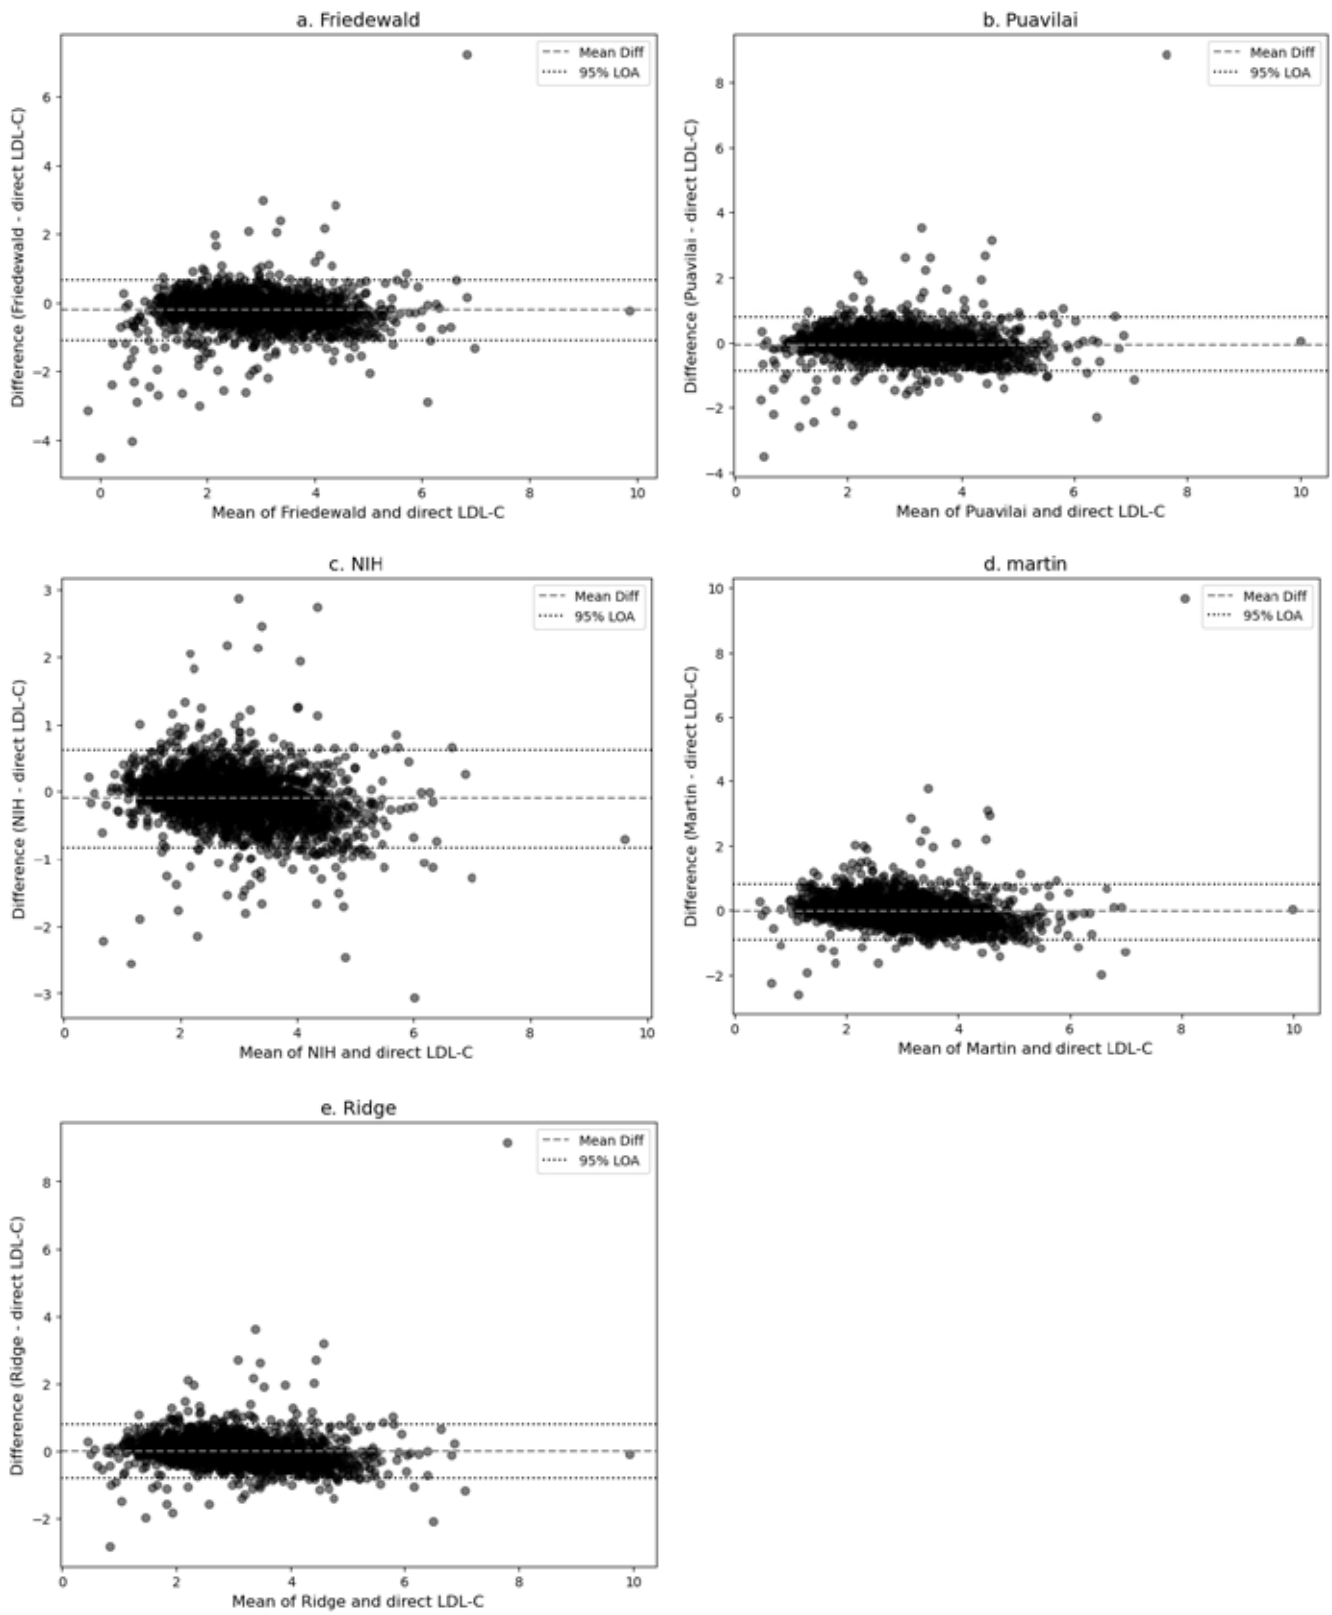 a. Friedewald
Mean Diff
95% LOA
Difference (Friedewald - direct LDL-C)
6
4
2
0
−2
−4
0 2 4 6 8 10
Mean of Friedewald and direct LDL-C
b. Puavilai
Mean Diff
95% LOA
Difference (Puavilai - direct LDL-C)
8
6
4
2
0
−2
−4
0 2 4 6 8 10
Mean of Puavilai and direct LDL-C
c. NIH
Mean Diff
95% LOA
Difference (NIH - direct LDL-C)
3
2
1
0
−1
−2
−3
0 2 4 6 8 10
Mean of NIH and direct LDL-C
d. martin
Mean Diff
95% LOA
Difference (Martin - direct LDL-C)
10
8
6
4
2
0
−2
0 2 4 6 8 10
Mean of Martin and direct LDL-C
e. Ridge
Mean Diff
95% LOA
Difference (Ridge - direct LDL-C)
8
6
4
2
0
−2
0 2 4 6 8 10
Mean of Ridge and direct LDL-C